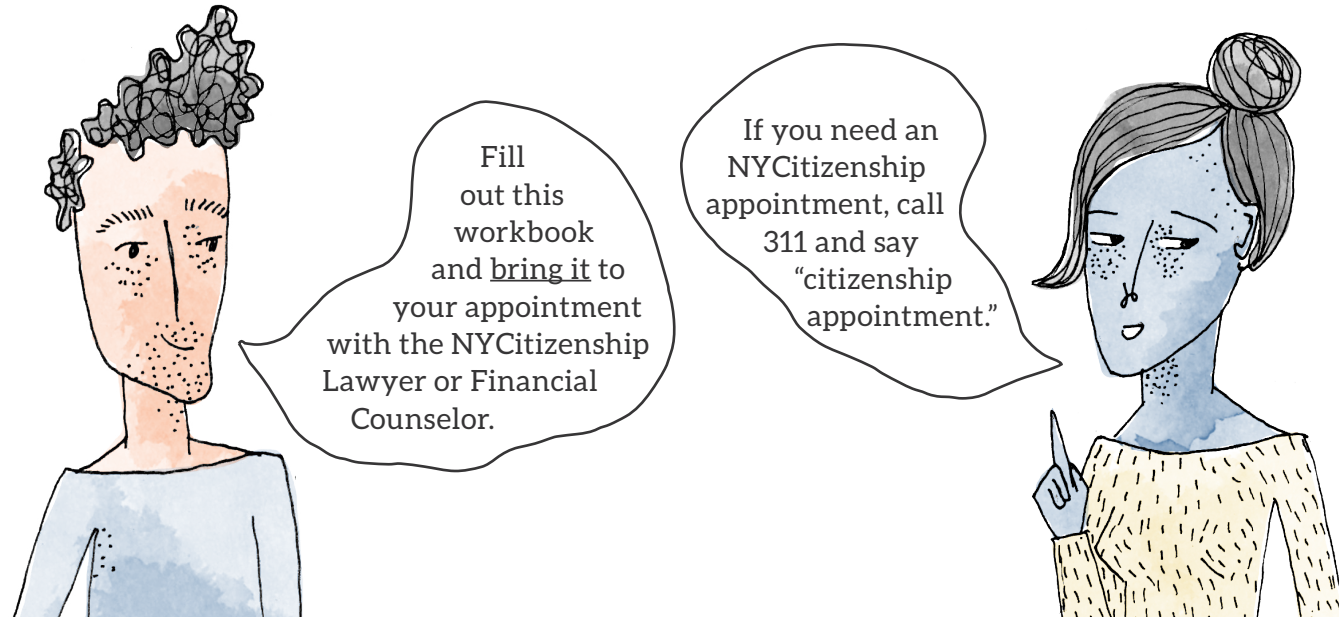 Fill
out this
workbook
and bring it to
your appointment
with the NYCitizenship
Lawyer or Financial
Counselor.
If you need an
NYCitizenship
appointment, call
311 and say
“citizenship
appointment.”